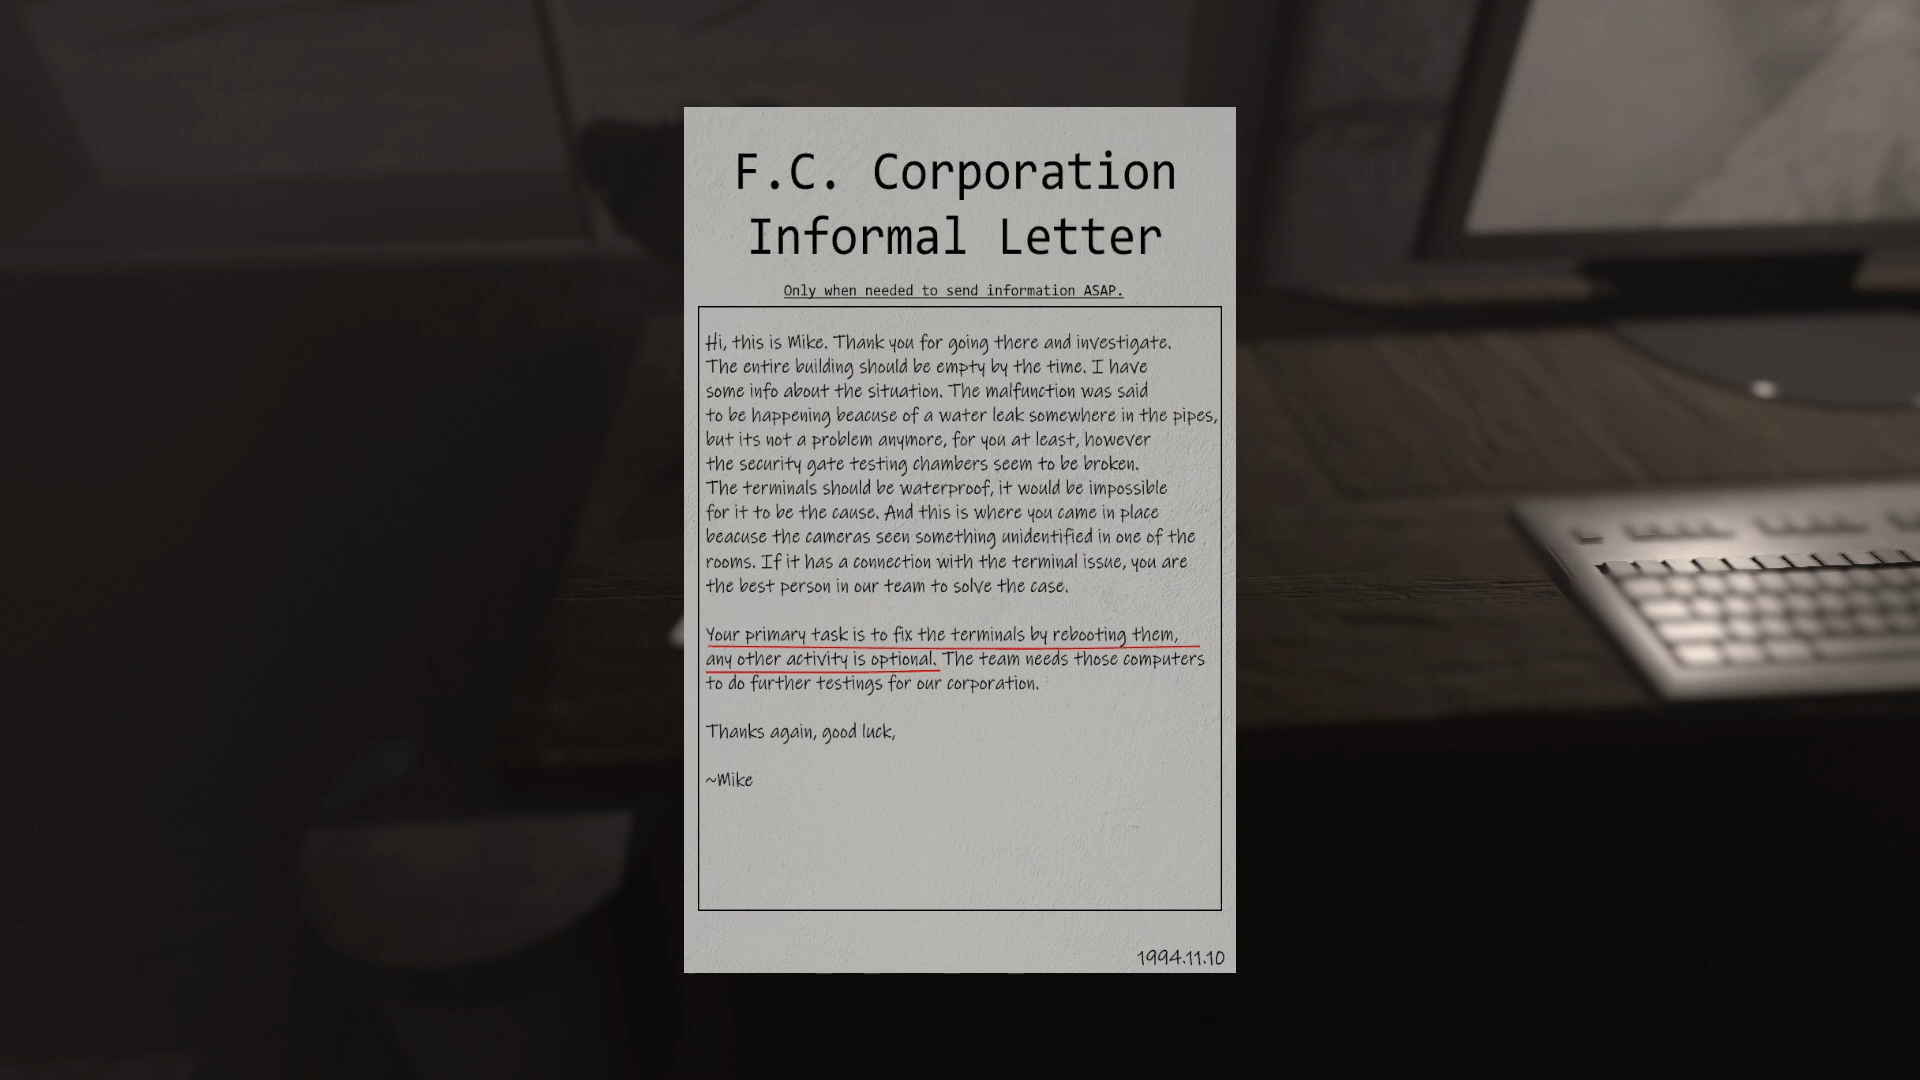 F.C. Corporation
Informal Letter
Only when needed to send information ASAP.
Hi, this is Mike. Thank you for going there and investigate.
The entire building should be empty by the time. I have
some info about the situation. The malfunction was said
to be happening beacuse of a water leak somewhere in the pipes,
but its not a problem anymore, for you at least, however
the security gate testing chambers seem to be broken.
The terminals should be waterproof, it would be impossible
for it to be the cause. And this is where you came in place
beacuse the cameras seen something unidentified in one of the
rooms. If it has a connection with the terminal issue, you are
the best person in our team to solve the case.
Your primary task is to fix the terminals by rebooting them,
any other activity is optional. The team needs those computers
to do further testings for our corporation.
Thanks again, good luck,
~Mike
1994.11.10